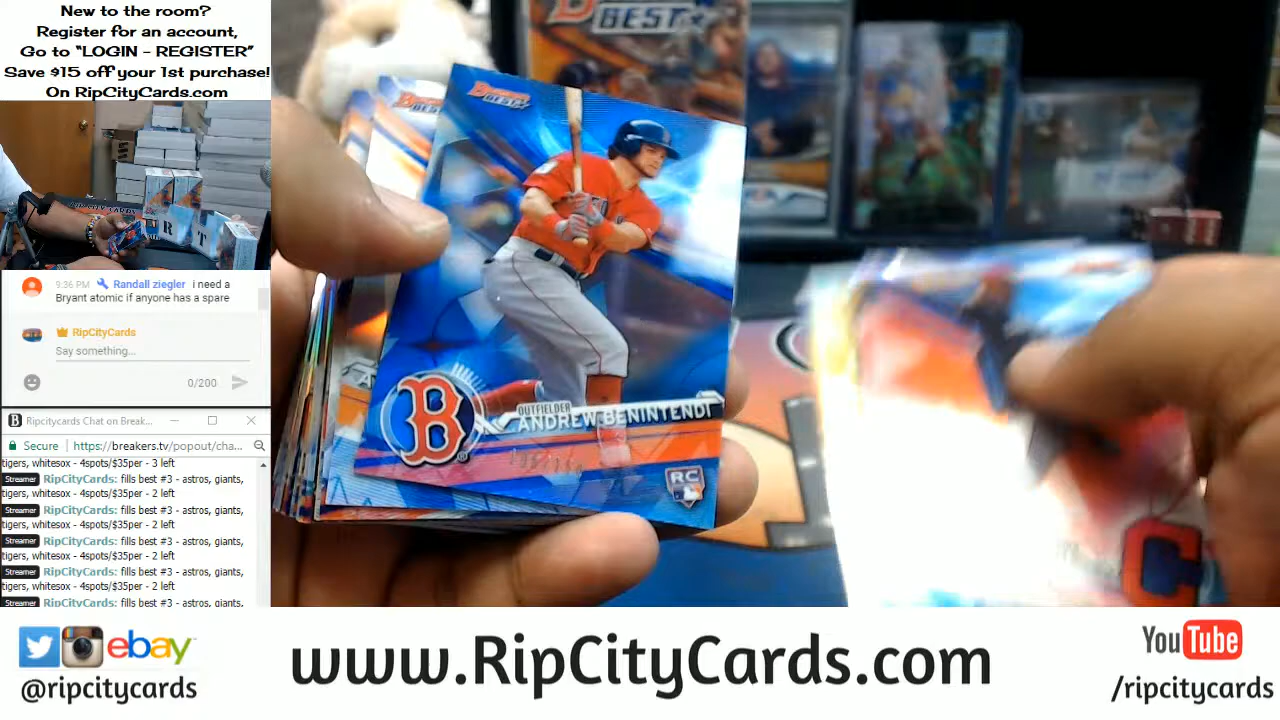 New to the room?
Register for an account,
Go to “LOGIN - REGISTER”
Save $15 off your 1st purchase!
On RipCityCards.com
9:36 PM Randall ziegler i need a
Bryant atomic if anyone has a spare
RipCityCards
Say something...
0/200
Ripcitycards Chat on Break...
Secure https://breakers.tv/popout/cha...
tigers, whitesox - 4spots/$35per - 3 left
Streamer RipCityCards: fills best #3 - astros, giants,
tigers, whitesox - 4spots/$35per - 2 left
Streamer RipCityCards: fills best #3 - astros, giants,
tigers, whitesox - 4spots/$35per - 2 left
Streamer RipCityCards: fills best #3 - astros, giants,
tigers, whitesox - 4spots/$35per - 2 left
Streamer RipCityCards: fills best #3 - astros, giants,
tigers, whitesox - 4spots/$35per - 2 left
Streamer RipCityCards: fills best #3 - astros, giants,
BEST
Bowman's
BEST
B
OUTFIELDER
ANDREW BENINTENDI
RC
C
ebay
@ripcitycards
www.RipCityCards.com
YouTube
/ripcitycards